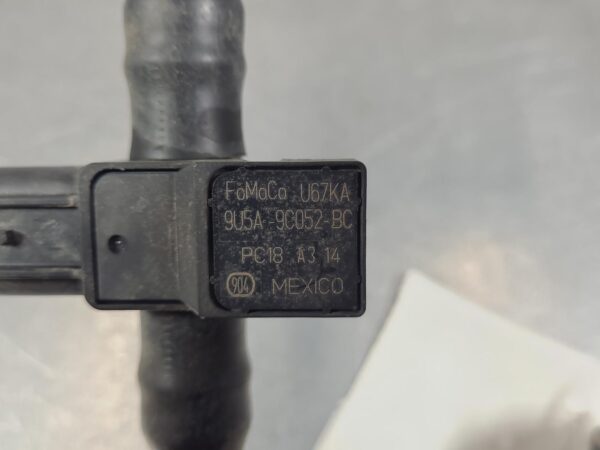 FoMoCo U67KA
9U5A-9C052-BC
PC18 A3 14
904 MEXICO